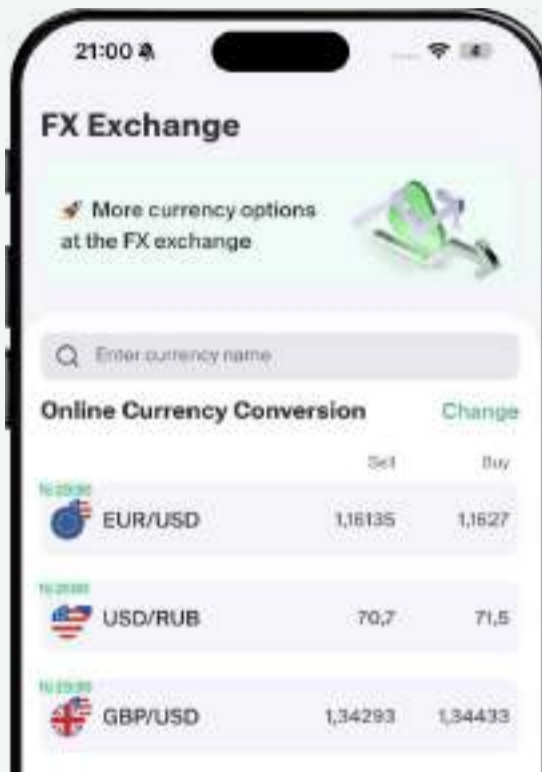 21:00
4
FX Exchange
🚀 More currency options
at the FX exchange
Enter currency name
Online Currency Conversion Change
Sell Buy
EUR/USD 1,16135 1,1627
USD/RUB 70,7 71,5
GBP/USD 1,34293 1,34433